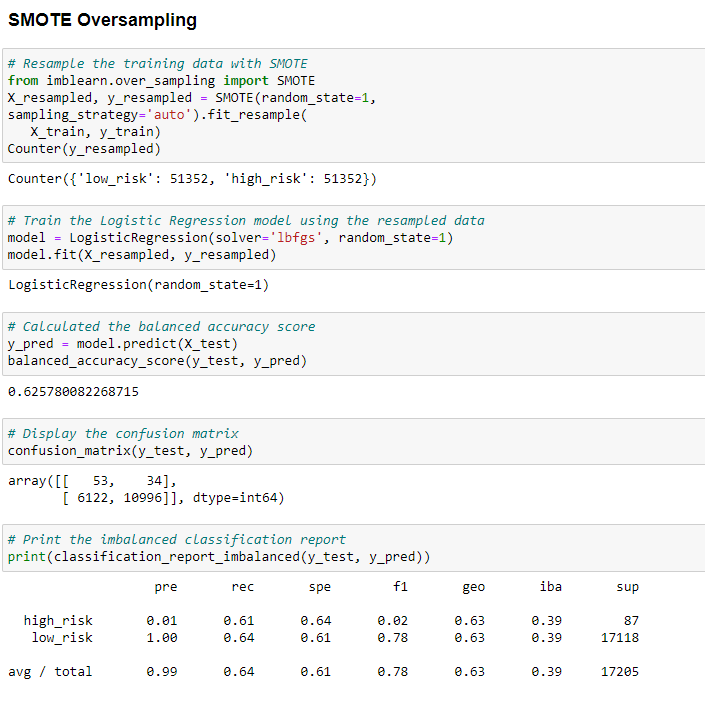 SMOTE Oversampling
# Resample the training data with SMOTE
from imblearn.over_sampling import SMOTE
X_resampled, y_resampled = SMOTE(random_state=1,
sampling_strategy='auto').fit_resample(
X_train, y_train)
Counter(y_resampled)
Counter({'low_risk': 51352, 'high_risk': 51352})
# Train the Logistic Regression model using the resampled data
model = LogisticRegression(solver='lbfgs', random_state=1)
model.fit(X_resampled, y_resampled)
LogisticRegression(random_state=1)
# Calculated the balanced accuracy score
y_pred = model.predict(X_test)
balanced_accuracy_score(y_test, y_pred)
0.625780082268715
# Display the confusion matrix
confusion_matrix(y_test, y_pred)
array([[   53,    34],
[ 6122, 10996]], dtype=int64)
# Print the imbalanced classification report
print(classification_report_imbalanced(y_test, y_pred))
pre rec spe f1 geo iba sup
high_risk 0.01 0.61 0.64 0.02 0.63 0.39 87
low_risk 1.00 0.64 0.61 0.78 0.63 0.39 17118
avg / total 0.99 0.64 0.61 0.78 0.63 0.39 17205